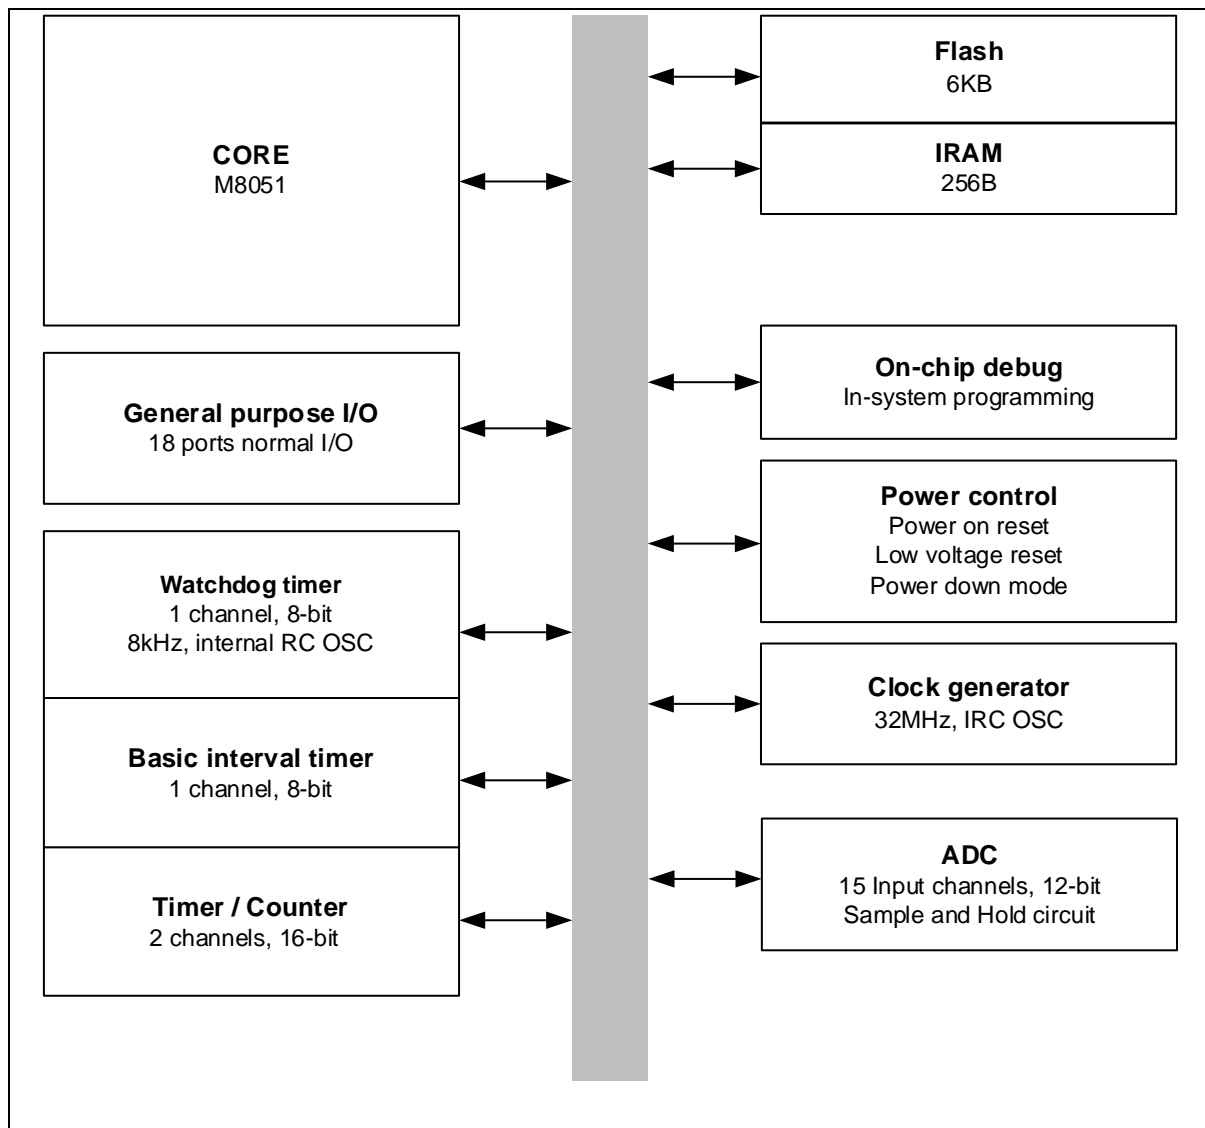 CORE
M8051
General purpose I/O
18 ports normal I/O
Watchdog timer
1 channel, 8-bit
8kHz, internal RC OSC
Basic interval timer
1 channel, 8-bit
Timer / Counter
2 channels, 16-bit
Flash
6KB
IRAM
256B
On-chip debug
In-system programming
Power control
Power on reset
Low voltage reset
Power down mode
Clock generator
32MHz, IRC OSC
ADC
15 Input channels, 12-bit
Sample and Hold circuit